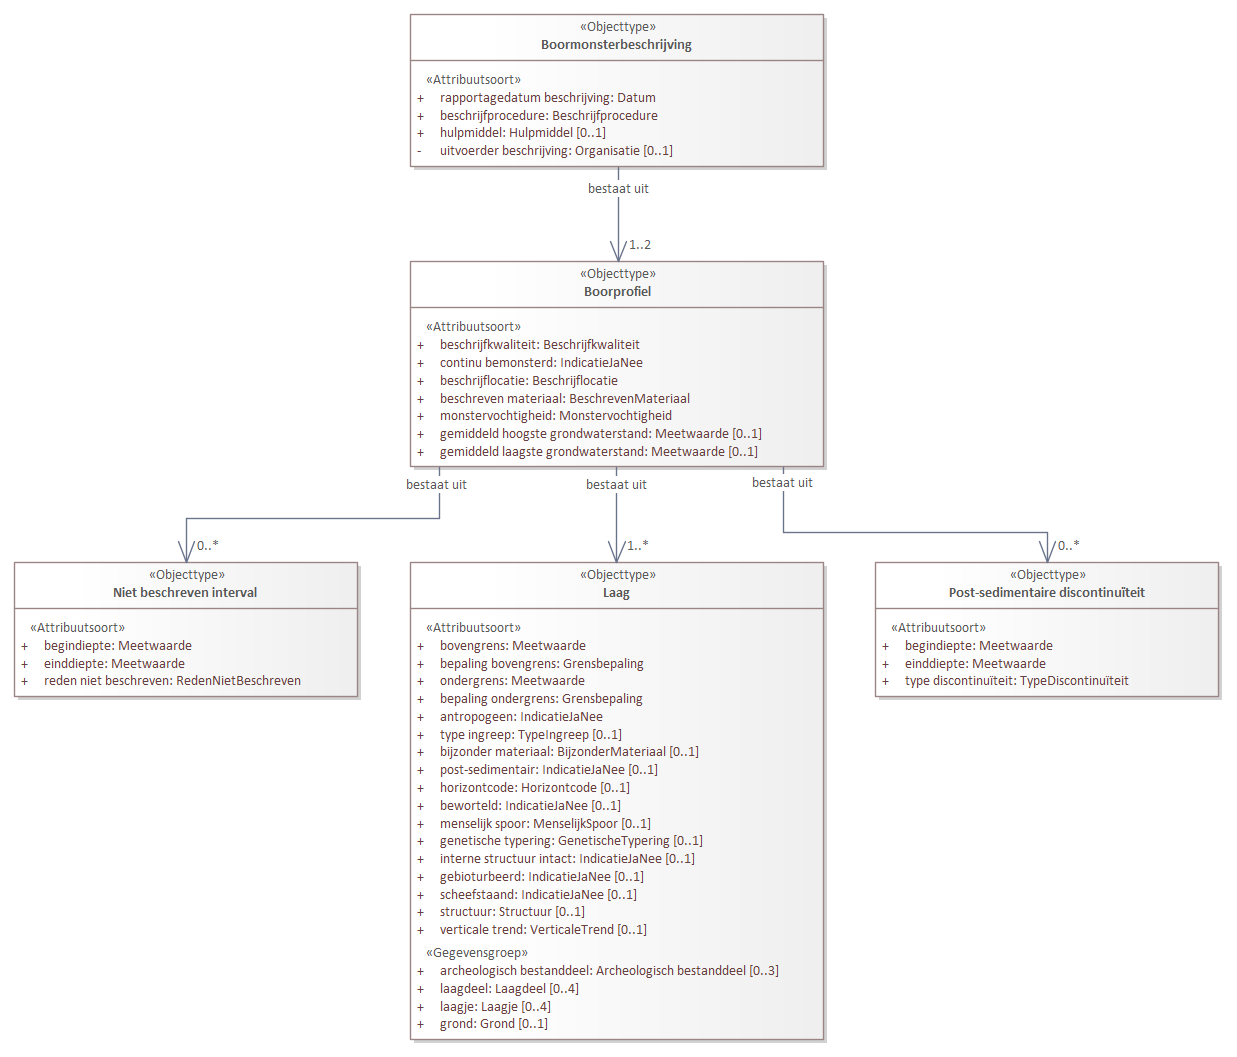 «Objecttype»
Boormonsterbeschrijving
«Attribuutsoort»
+ rapportagedatum beschrijving: Datum
+ beschrijfprocedure: Beschrijfprocedure
+ hulpmiddel: Hulpmiddel [0..1]
- uitvoerder beschrijving: Organisatie [0..1]
bestaat uit
1..2
«Objecttype»
Boorprofiel
«Attribuutsoort»
+ beschrijfkwaliteit: Beschrijfkwaliteit
+ continu bemonsterd: IndicatieJaNee
+ beschrijflocatie: Beschrijflocatie
+ beschreven materiaal: BeschrevenMateriaal
+ monstervochtigheid: Monstervochtigheid
+ gemiddeld hoogste grondwaterstand: Meetwaarde [0..1]
+ gemiddeld laagste grondwaterstand: Meetwaarde [0..1]
bestaat uit
bestaat uit
bestaat uit
0..*
1..*
0..*
«Objecttype»
Niet beschreven interval
«Attribuutsoort»
+ begindiepte: Meetwaarde
+ einddiepte: Meetwaarde
+ reden niet beschreven: RedenNietBeschreven
«Objecttype»
Laag
«Attribuutsoort»
+ bovengrens: Meetwaarde
+ bepaling bovengrens: Grensbepaling
+ ondergrens: Meetwaarde
+ bepaling ondergrens: Grensbepaling
+ antropogeen: IndicatieJaNee
+ type ingreep: TypeIngreep [0..1]
+ bijzonder materiaal: BijzonderMateriaal [0..1]
+ post-sedimentair: IndicatieJaNee [0..1]
+ horizontcode: Horizontcode [0..1]
+ beworteld: IndicatieJaNee [0..1]
+ menselijk spoor: MenselijkSpoor [0..1]
+ genetische typering: GenetischeTypering [0..1]
+ interne structuur intact: IndicatieJaNee [0..1]
+ gebioturbeerd: IndicatieJaNee [0..1]
+ scheefstaand: IndicatieJaNee [0..1]
+ structuur: Structuur [0..1]
+ verticale trend: VerticaleTrend [0..1]
«Gegevensgroep»
+ archeologisch bestanddeel: Archeologisch bestanddeel [0..3]
+ laagdeel: Laagdeel [0..4]
+ laagje: Laagje [0..4]
+ grond: Grond [0..1]
«Objecttype»
Post-sedimentaire discontinuïteit
«Attribuutsoort»
+ begindiepte: Meetwaarde
+ einddiepte: Meetwaarde
+ type discontinuïteit: TypeDiscontinuïteit